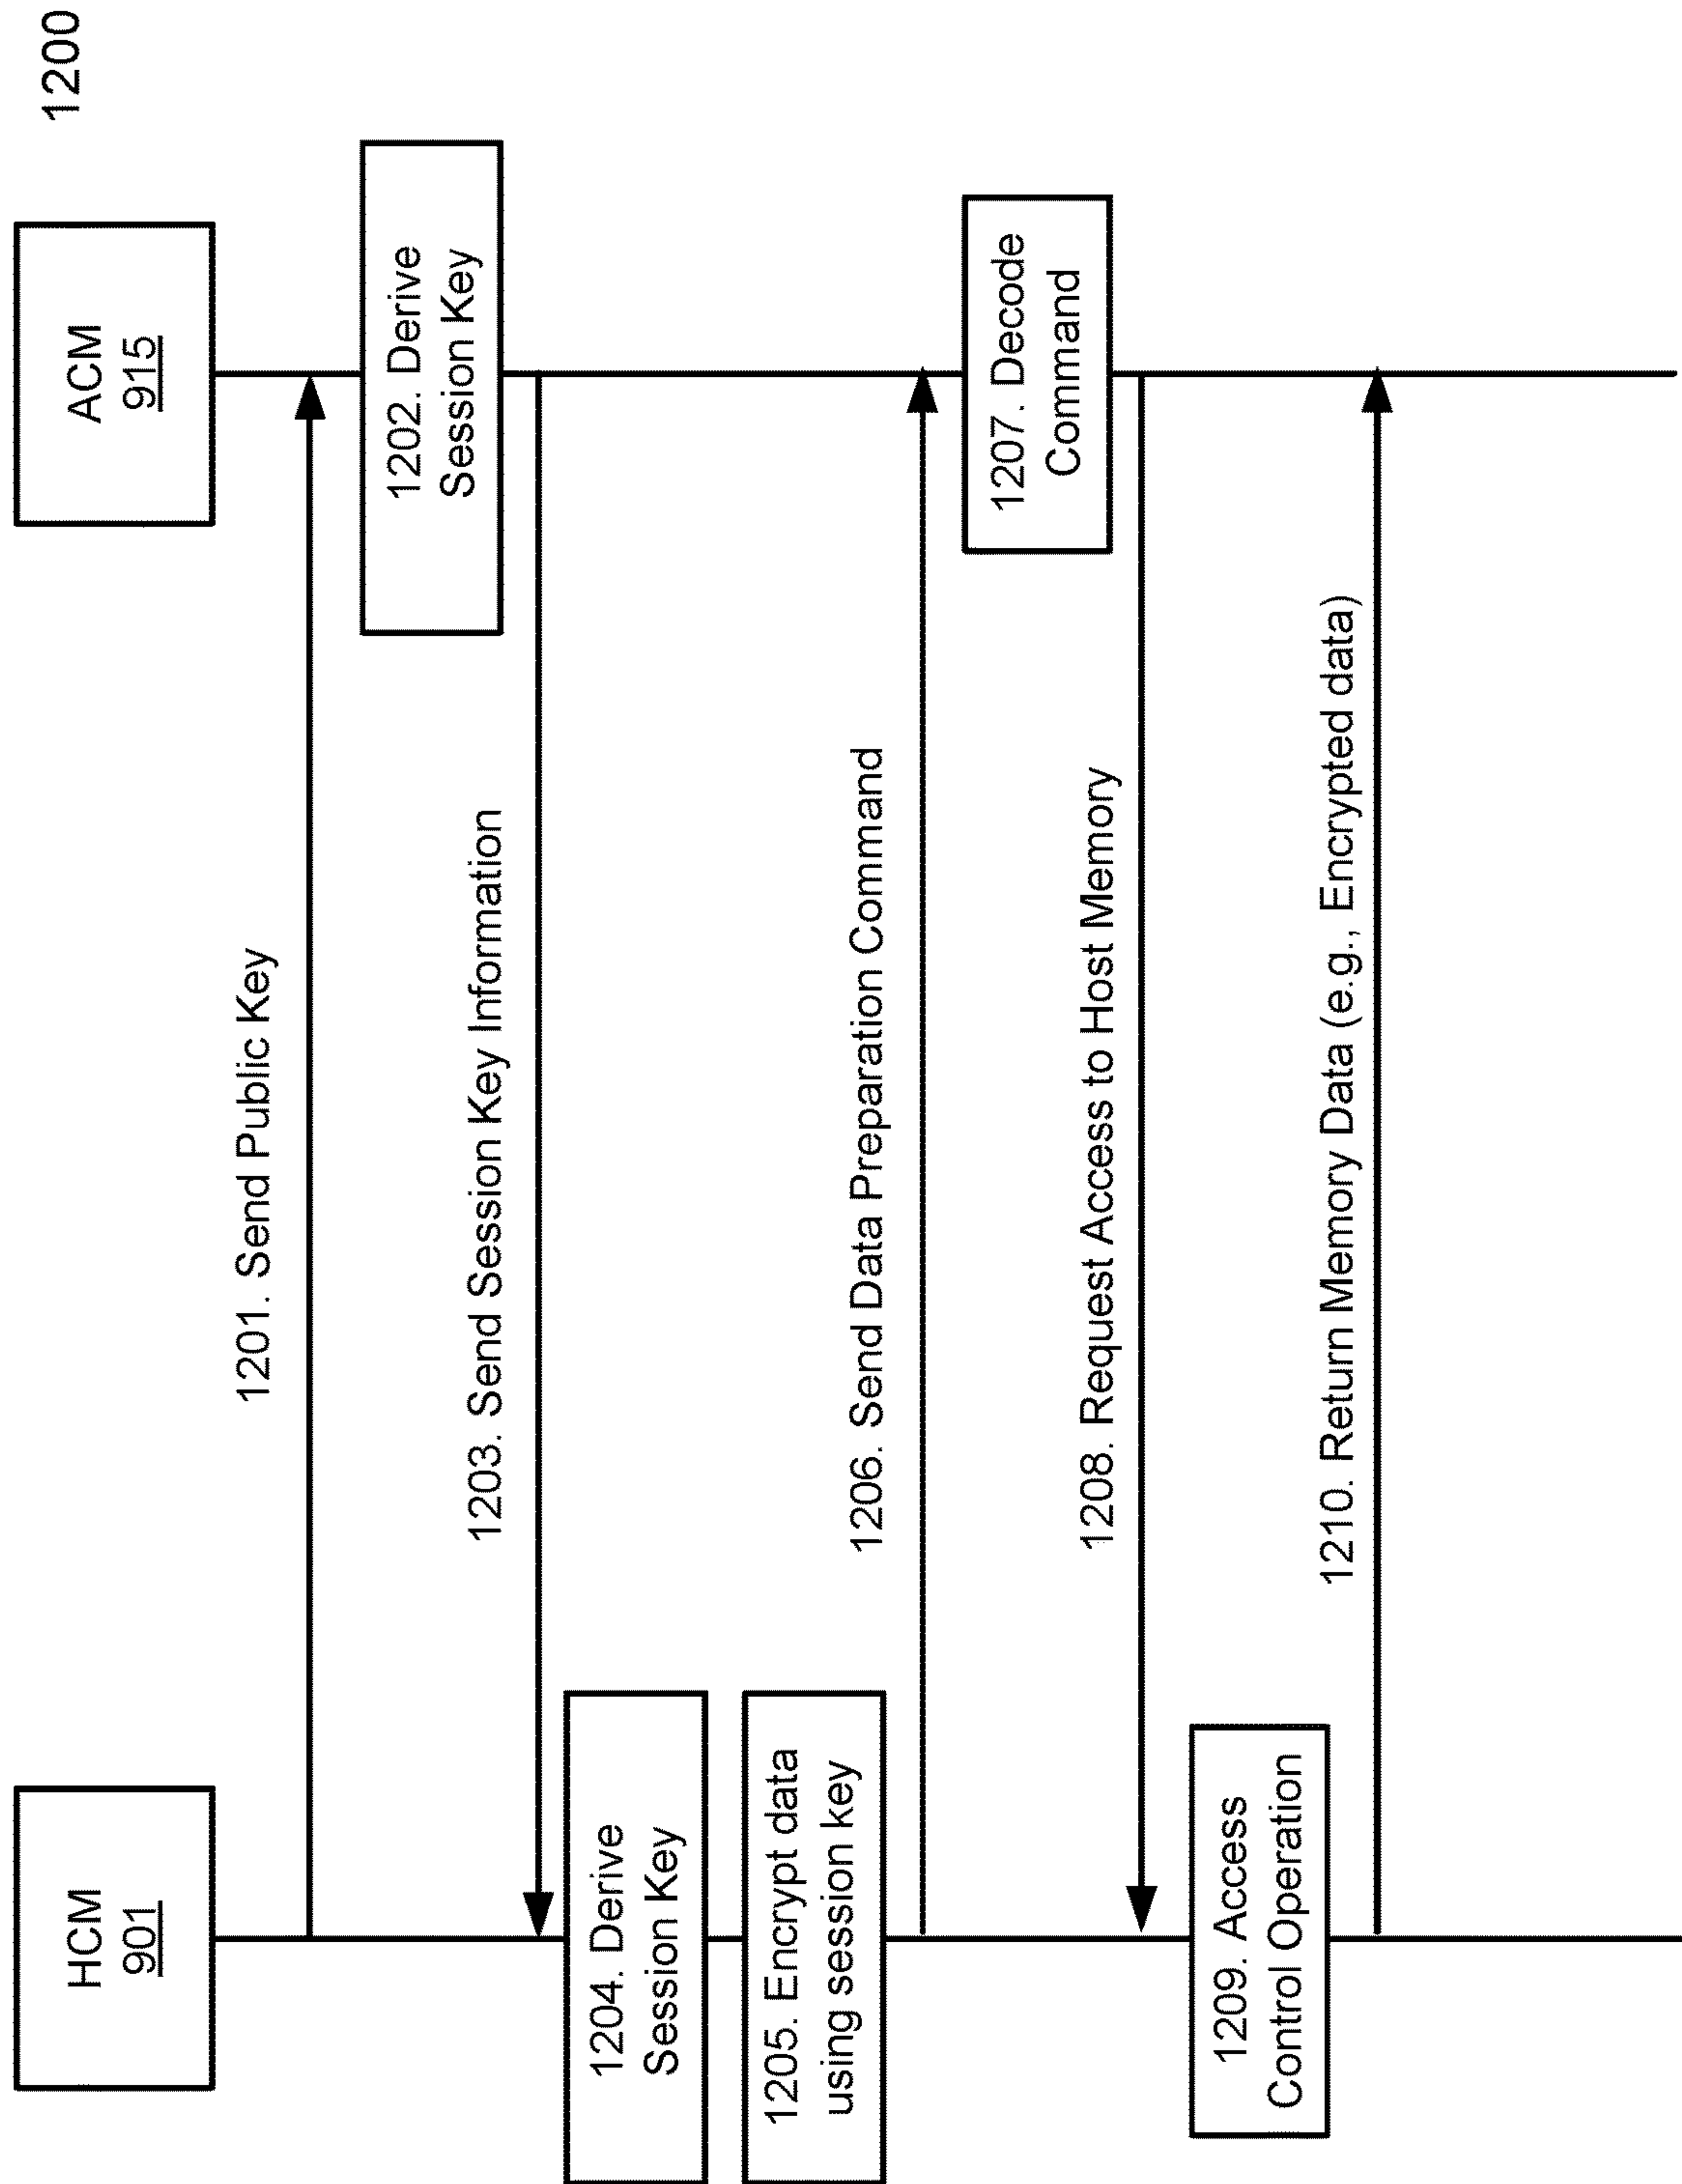 1200
HCM
901
ACM
915
1201. Send Public Key
1202. Derive
Session Key
1203. Send Session Key Information
1204. Derive
Session Key
1205. Encrypt data
using session key
1206. Send Data Preparation Command
1207. Decode
Command
1208. Request Access to Host Memory
1209. Access
Control Operation
1210. Return Memory Data (e.g., Encrypted data)